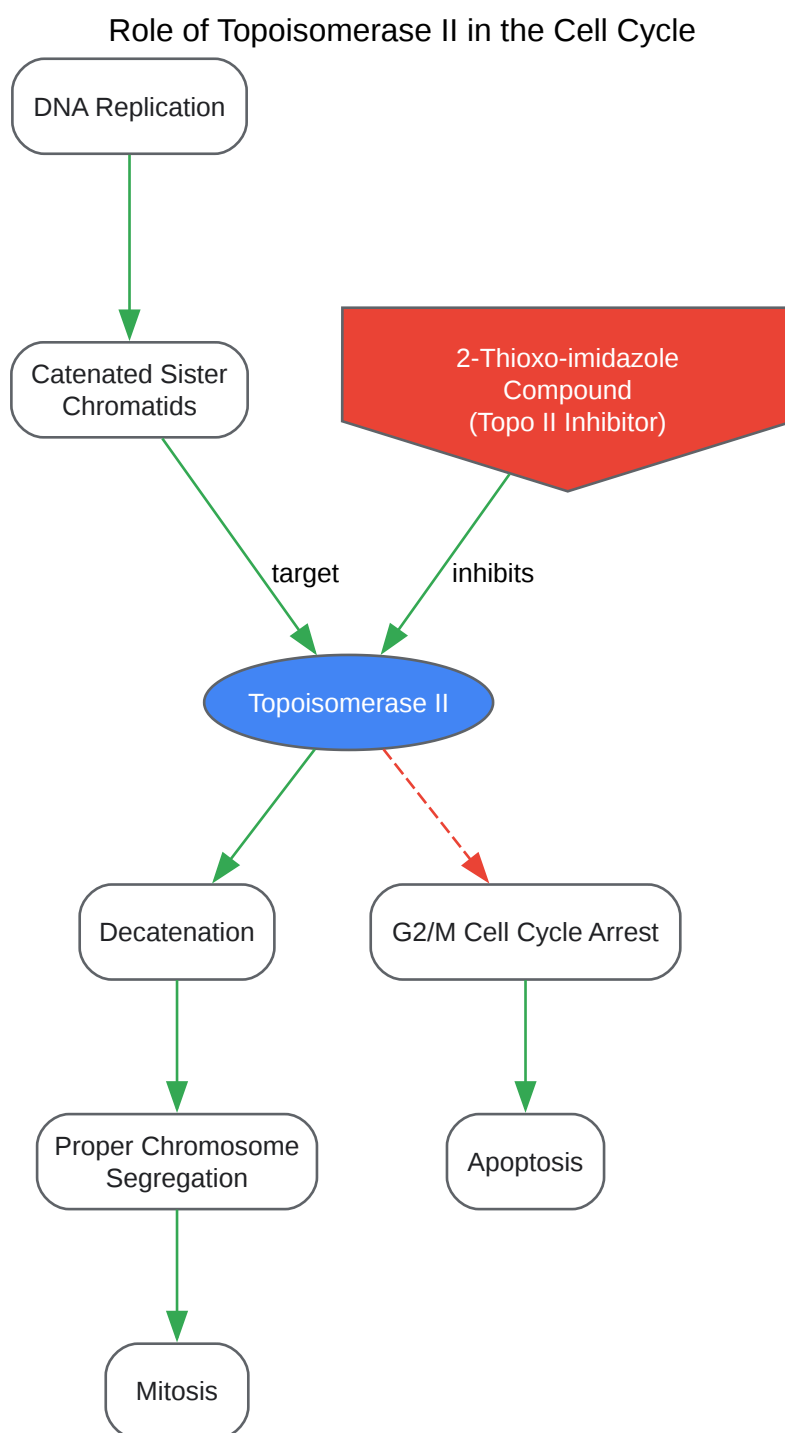 Role of Topoisomerase II in the Cell Cycle
DNA Replication
Catenated Sister
Chromatids
2-Thioxo-imidazole
Compound
(Topo II Inhibitor)
target
inhibits
Topoisomerase II
Decatenation
G2/M Cell Cycle Arrest
Proper Chromosome
Segregation
Apoptosis
Mitosis